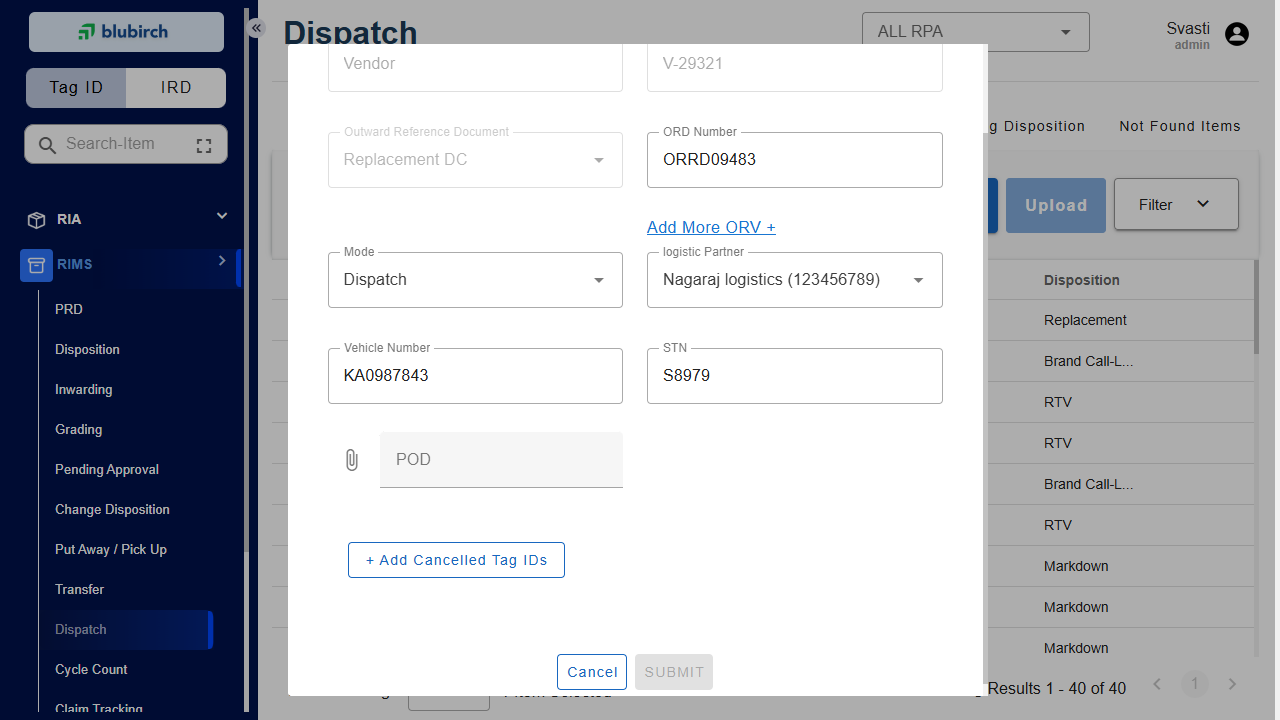 blubirch
Tag ID
IRD
Search-Item
RIA
RIMS
PRD
Disposition
Inwarding
Grading
Pending Approval
Change Disposition
Put Away / Pick Up
Transfer
Dispatch
Cycle Count
Claim Tracking
Dispatch
ALL RPA
Svasti
admin
g Disposition
Not Found Items
Upload
Filter
Vendor
V-29321
Outward Reference Document
Replacement DC
ORD Number
ORRD09483
Add More ORV +
Mode
Dispatch
logistic Partner
Nagaraj logistics (123456789)
Vehicle Number
KA0987843
STN
S8979
POD
+ Add Cancelled Tag IDs
Cancel
SUBMIT
Disposition
Replacement
Brand Call-L...
RTV
RTV
Brand Call-L...
RTV
Markdown
Markdown
Markdown
Results 1 - 40 of 40
1